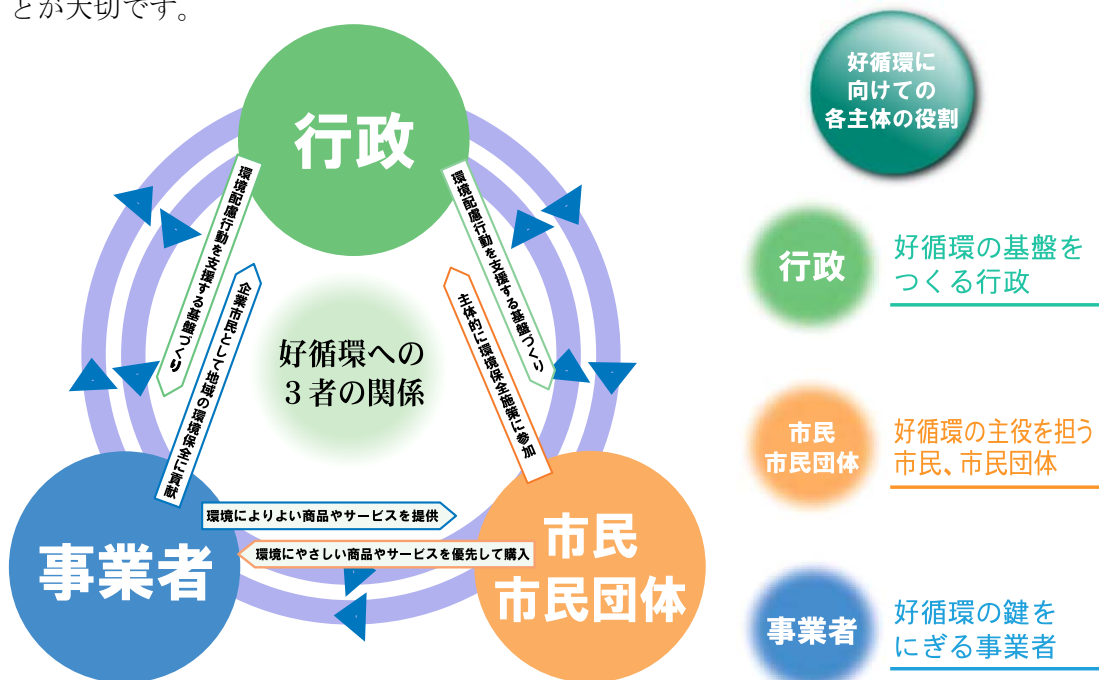 とが大切です。
行政
環境配慮行動を支援する基盤づくり
環境配慮行動を支援する基盤づくり
企業市民として地域の環境保全に貢献
主体的に環境保全施策に参加
好循環への
３者の関係
環境によりよい商品やサービスを提供
環境にやさしい商品やサービスを優先して購入
事業者
市民
市民団体
好循環に
向けての
各主体の役割
行政
好循環の基盤を
つくる行政
市民
市民団体
好循環の主役を担う
市民、市民団体
事業者
好循環の鍵を
にぎる事業者